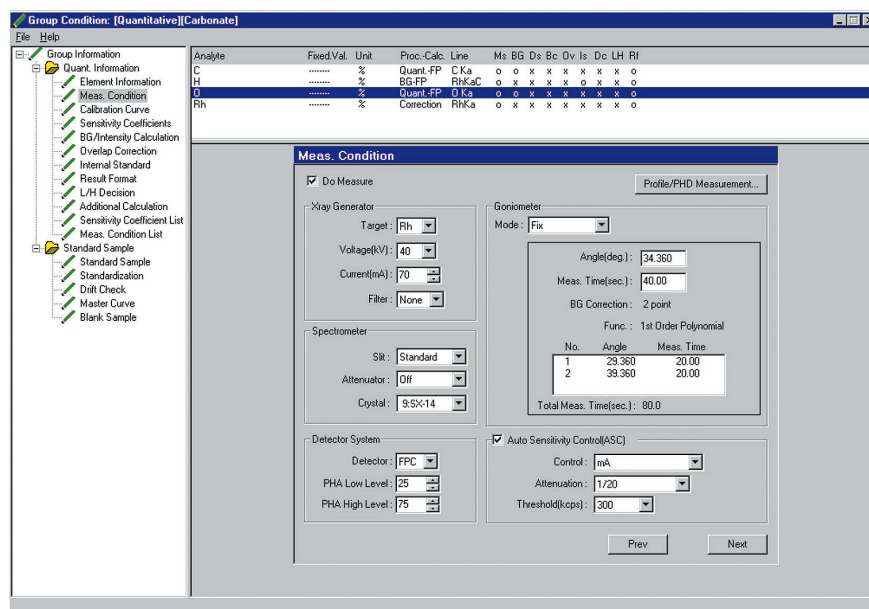 Group Condition: [Quantitative][Carbonate]
File Help
Group Information
Quant. Information
Element Information
Meas. Condition
Calibration Curve
Sensitivity Coefficients
BG/Intensity Calculation
Overlap Correction
Internal Standard
Result Format
L/H Decision
Additional Calculation
Sensitivity Coefficient List
Meas. Condition List
Standard Sample
Standard Sample
Standardization
Drift Check
Master Curve
Blank Sample
Analyte Fixed.Val. Unit Proc.-Calc. Line Ms BG Ds Bc Ov Is Dc LH Rf
C -------- % Quant.-FP C Ka o o x x x o x x o
H -------- % BG-FP RhKaC o x x x x x x x o
O -------- % Quant.-FP O Ka o o x x x x x x o
Rh -------- % Correction RhKa o x x x x x x x o
Meas. Condition
Do Measure
Profile/PHD Measurement...
Xray Generator
Target : Rh
Voltage(kV) : 40
Current(mA) : 70
Filter : None
Spectrometer
Slit : Standard
Attenuator : Off
Crystal : 9:SX-14
Detector System
Detector : FPC
PHA Low Level : 25
PHA High Level : 75
Goniometer
Mode : Fix
Angle(deg.) : 34.360
Meas. Time(sec.) : 40.00
BG Correction : 2 point
Func. : 1st Order Polynomial
No. Angle Meas. Time
1 29.360 20.00
2 39.360 20.00
Total Meas. Time(sec.) : 80.0
Auto Sensitivity Control(ASC)
Control : mA
Attenuation : 1/20
Threshold(kcps) : 300
Prev Next